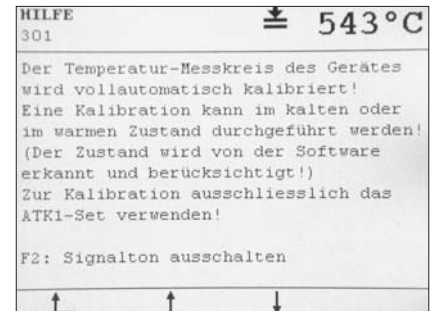 HILFE
543°C
301
Der Temperatur-Messkreis des Gerätes
wird vollautomatisch kalibriert!
Eine Kalibration kann im kalten oder
im warmen Zustand durchgeführt werden!
(Der Zustand wird von der Software
erkannt und berücksichtigt!)
Zur Kalibration ausschliesslich das
ATK1-Set verwenden!
F2: Signalton ausschalten